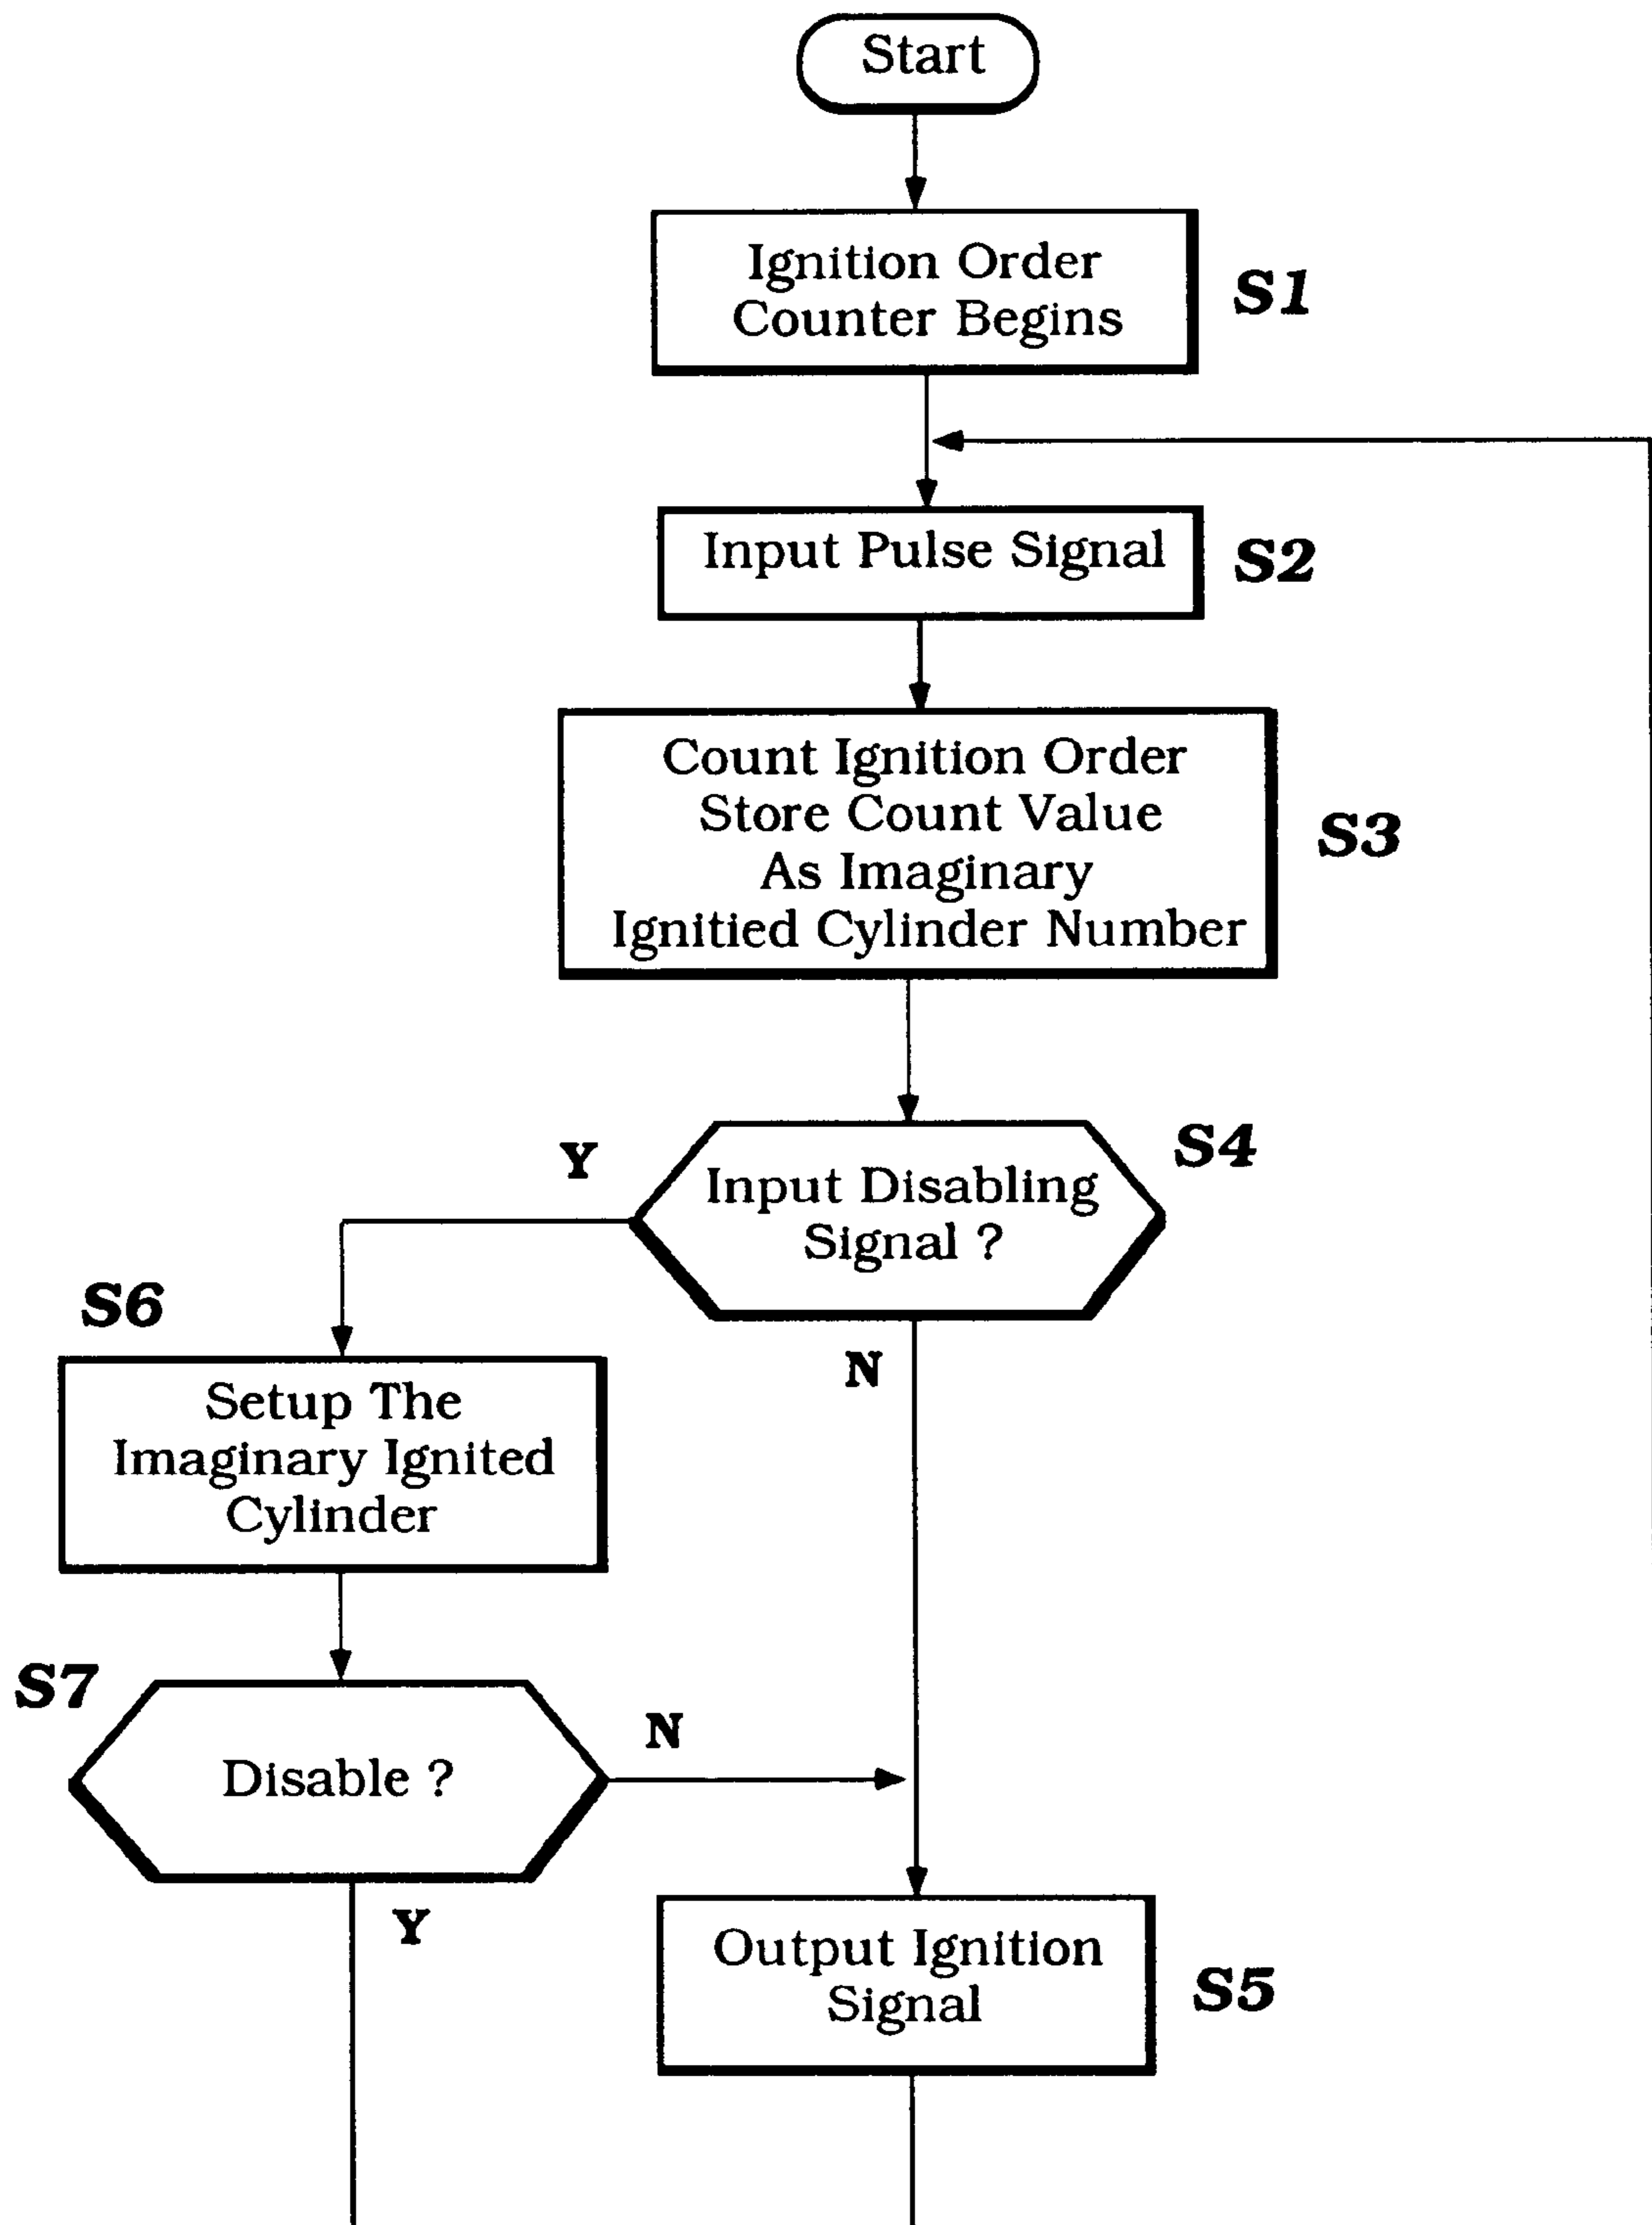 Start
Ignition Order
Counter Begins
S1
Input Pulse Signal
S2
Count Ignition Order
Store Count Value
As Imaginary
Ignitied Cylinder Number
S3
Input Disabling
Signal ?
S4
Y
N
S6
Setup The
Imaginary Ignited
Cylinder
S7
Disable ?
N
Y
Output Ignition
Signal
S5